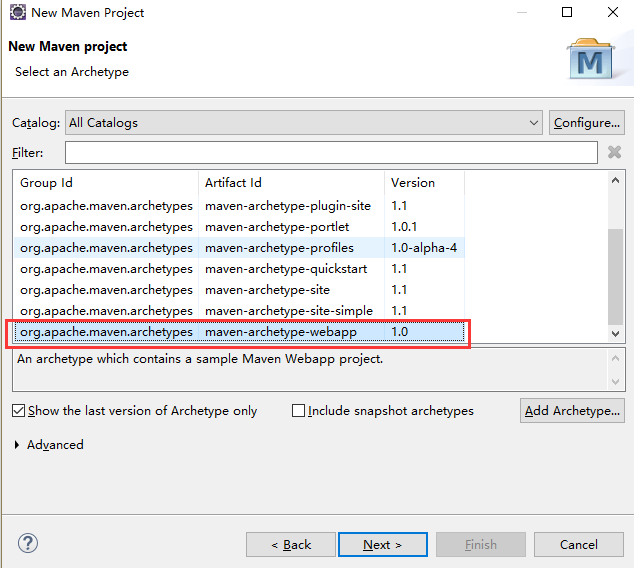 New Maven Project
New Maven project
Select an Archetype
M
Catalog: All Catalogs Configure...
Filter:
Group Id Artifact Id Version
org.apache.maven.archetypes maven-archetype-plugin-site 1.1
org.apache.maven.archetypes maven-archetype-portlet 1.0.1
org.apache.maven.archetypes maven-archetype-profiles 1.0-alpha-4
org.apache.maven.archetypes maven-archetype-quickstart 1.1
org.apache.maven.archetypes maven-archetype-site 1.1
org.apache.maven.archetypes maven-archetype-site-simple 1.1
org.apache.maven.archetypes maven-archetype-webapp 1.0
An archetype which contains a sample Maven Webapp project.
Show the last version of Archetype only Include snapshot archetypes Add Archetype...
Advanced
? < Back Next > Finish Cancel